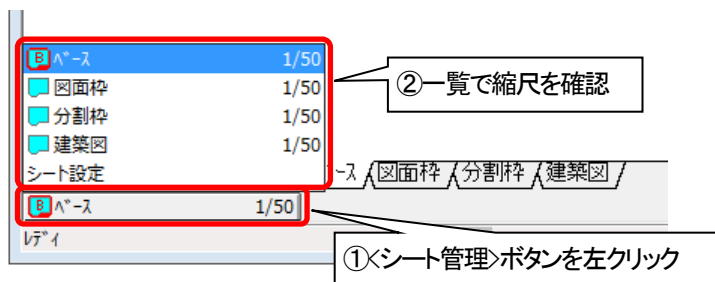 B ﾍﾞｰｽ 1/50
図面枠 1/50
分割枠 1/50
建築図 1/50
シート設定
②一覧で縮尺を確認
ｰｽ 図面枠 分割枠 建築図
B ﾍﾞｰｽ 1/50
ﾚﾃﾞｨ
①<シート管理>ボタンを左クリック